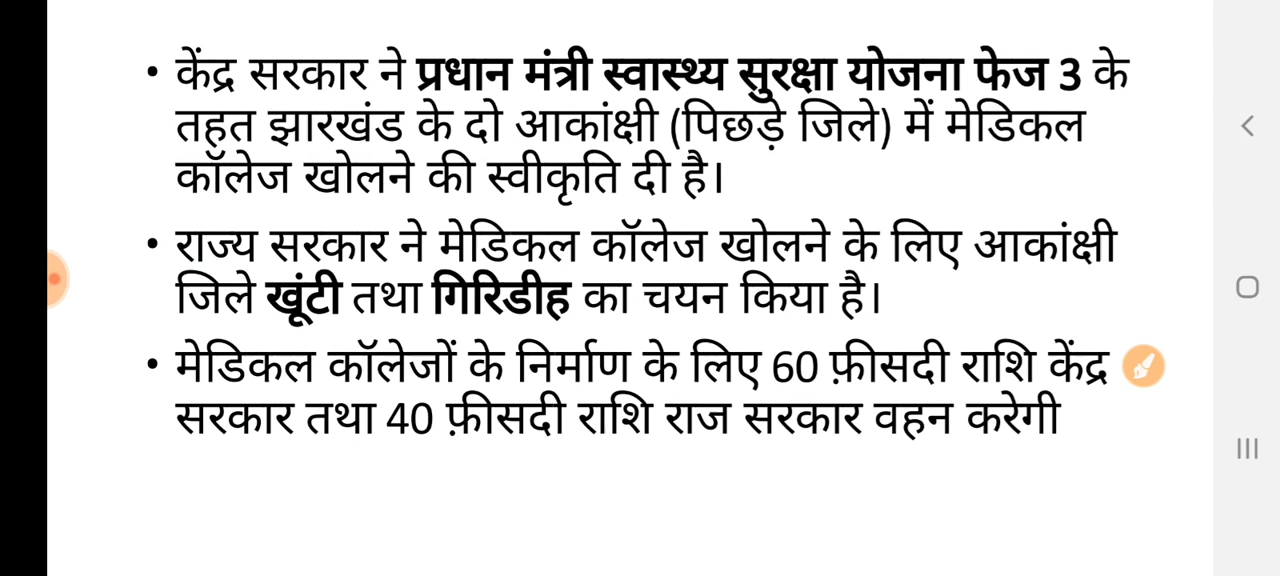 • केंद्र सरकार ने प्रधान मंत्री स्वास्थ्य सुरक्षा योजना फेज 3 के
तहत झारखंड के दो आकांक्षी (पिछड़े जिले) में मेडिकल
कॉलेज खोलने की स्वीकृति दी है।
• राज्य सरकार ने मेडिकल कॉलेज खोलने के लिए आकांक्षी
जिले खूंटी तथा गिरिडीह का चयन किया है।
• मेडिकल कॉलेजों के निर्माण के लिए 60 फ़ीसदी राशि केंद्र
सरकार तथा 40 फ़ीसदी राशि राज सरकार वहन करेगी